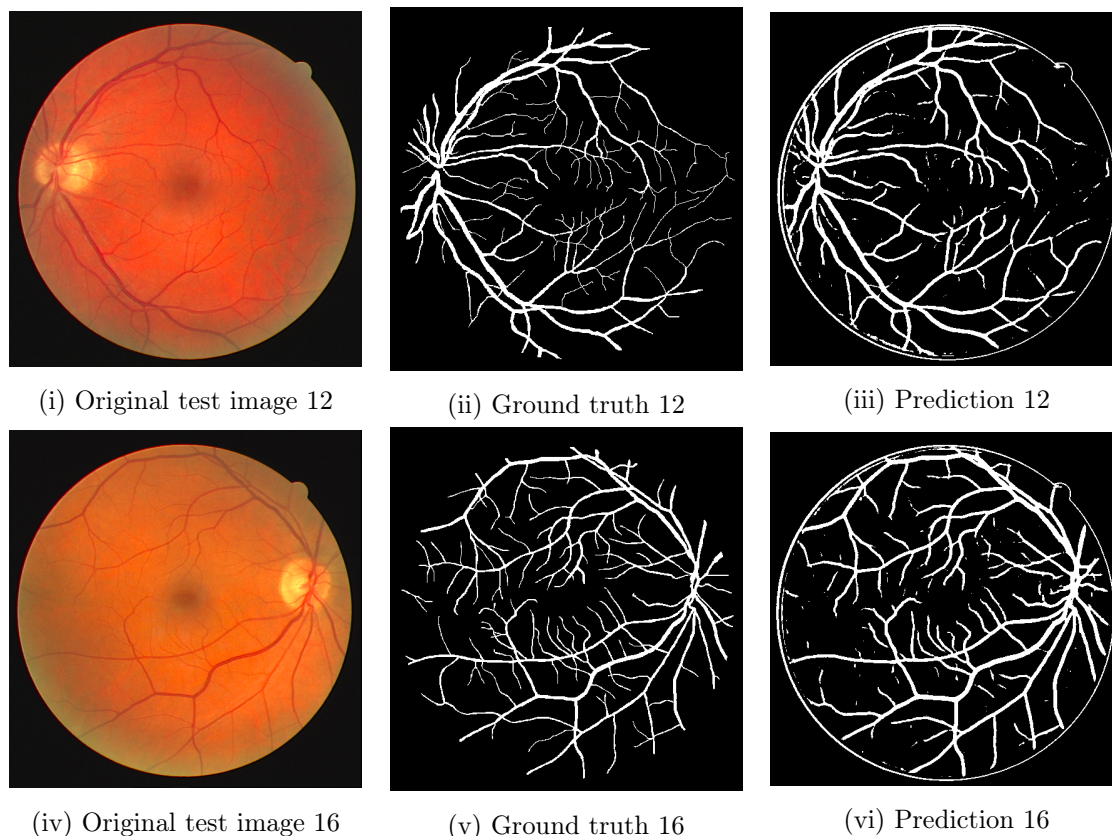 (i) Original test image 12
(ii) Ground truth 12
(iii) Prediction 12
(iv) Original test image 16
(v) Ground truth 16
(vi) Prediction 16